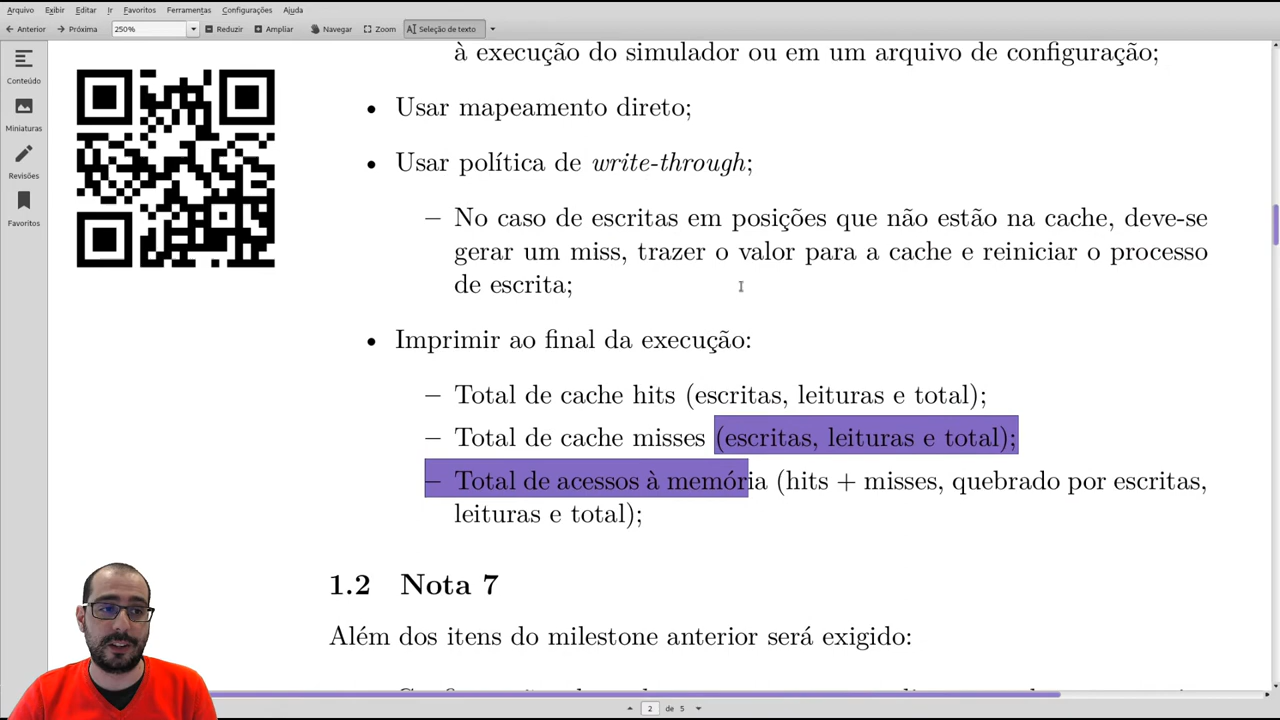 Arquivo Exibir Editar Ir Favoritos Ferramentas Configurações Ajuda
Anterior Próxima 250% Reduzir Ampliar Navegar Zoom Seleção de texto
Conteúdo
Miniaturas
Revisões
Favoritos
à execução do simulador ou em um arquivo de configuração;
• Usar mapeamento direto;
• Usar política de write-through;
– No caso de escritas em posições que não estão na cache, deve-se
gerar um miss, trazer o valor para a cache e reiniciar o processo
de escrita;
• Imprimir ao final da execução:
– Total de cache hits (escritas, leituras e total);
– Total de cache misses (escritas, leituras e total);
– Total de acessos à memória (hits + misses, quebrado por escritas,
leituras e total);
1.2 Nota 7
Além dos itens do milestone anterior será exigido:
2 de 5